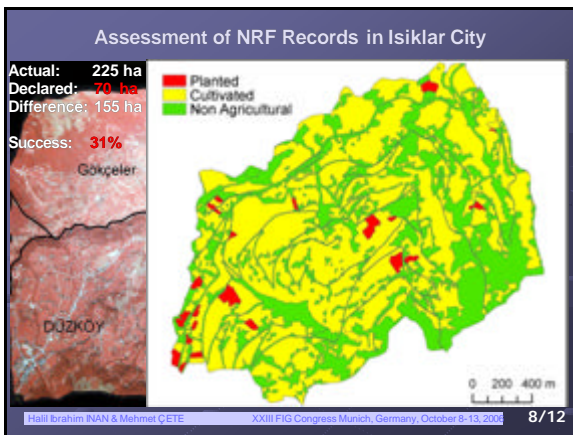 Assessment of NRF Records in Isiklar City
Actual: 225 ha
Declared: 70 ha
Difference: 155 ha
Success: 31%
Gökçeler
DÜZKÖY
Planted
Cultivated
Non Agricultural
0 200 400 m
Halil Ibrahim INAN & Mehmet ÇETE XXIII FIG Congress Munich, Germany, October 8-13, 2006 8/12